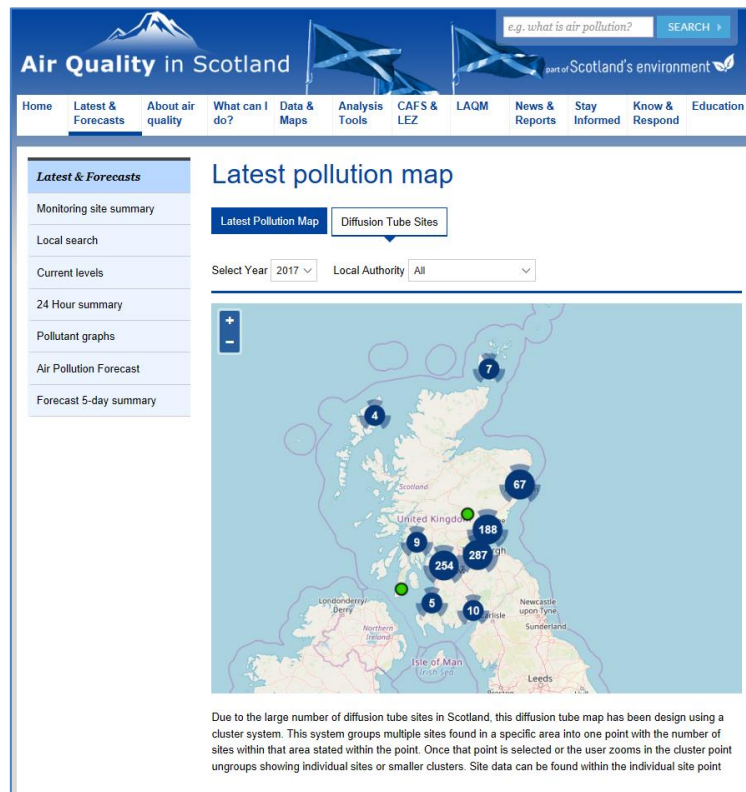 e.g. what is air pollution?
SEARCH
Air Quality in Scotland
part of Scotland's environment
Home
Latest & Forecasts
About air quality
What can I do?
Data & Maps
Analysis Tools
CAFS & LEZ
LAQM
News & Reports
Stay Informed
Know & Respond
Education
Latest & Forecasts
Monitoring site summary
Local search
Current levels
24 Hour summary
Pollutant graphs
Air Pollution Forecast
Forecast 5-day summary
Latest pollution map
Latest Pollution Map
Diffusion Tube Sites
Select Year 2017 Local Authority All
+
−
7
4
67
Scotland
United Kingdom
188
9
287
254
5
10
Londonderry/
Derry
Northern
Ireland
Newcastle
upon Tyne
Sunderland
Isle of Man
Irish Sea
Leeds
Due to the large number of diffusion tube sites in Scotland, this diffusion tube map has been design using a
cluster system. This system groups multiple sites found in a specific area into one point with the number of
sites within that area stated within the point. Once that point is selected or the user zooms in the cluster point
ungroups showing individual sites or smaller clusters. Site data can be found within the individual site point